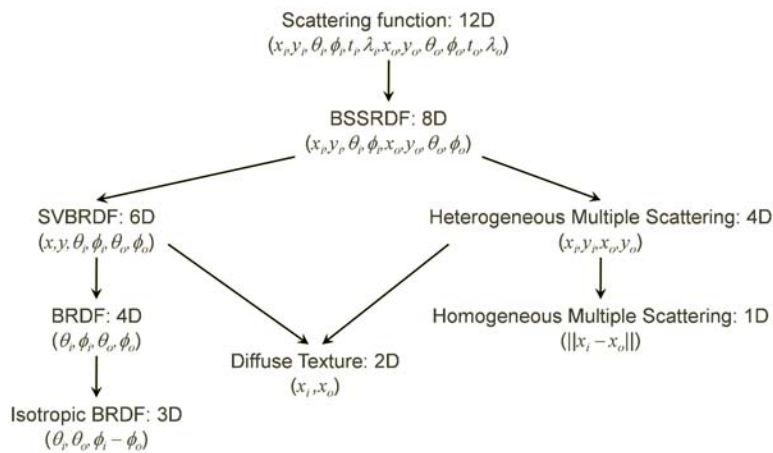 Scattering function: 12D
(xᵢ,yᵢ,θᵢ,ϕᵢ,tᵢ,λᵢ,xₒ,yₒ,θₒ,ϕₒ,tₒ,λₒ)
BSSRDF: 8D
(xᵢ,yᵢ,θᵢ,ϕᵢ,xₒ,yₒ,θₒ,ϕₒ)
SVBRDF: 6D
(x,y,θᵢ,ϕᵢ,θₒ,ϕₒ)
Heterogeneous Multiple Scattering: 4D
(xᵢ,yᵢ,xₒ,yₒ)
BRDF: 4D
(θᵢ,ϕᵢ,θₒ,ϕₒ)
Homogeneous Multiple Scattering: 1D
(||xᵢ − xₒ||)
Diffuse Texture: 2D
(xᵢ,xₒ)
Isotropic BRDF: 3D
(θᵢ,θₒ,ϕᵢ − ϕₒ)